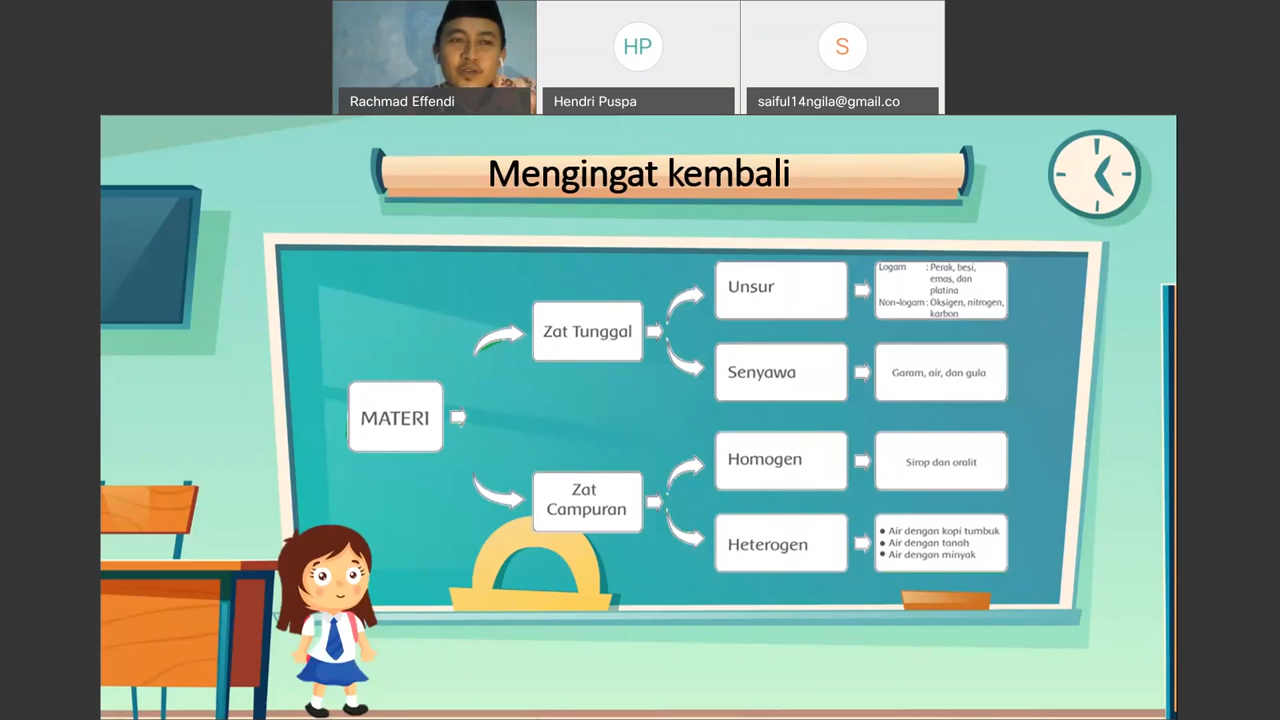 HP
S
Rachmad Effendi
Hendri Puspa
saiful14ngila@gmail.co
Mengingat kembali
MATERI
Zat Tunggal
Unsur
Logam : Perak, besi,
emas, dan
platina
Non-logam : Oksigen, nitrogen,
karbon
Senyawa
Garam, air, dan gula
Zat
Campuran
Homogen
Sirop dan oralit
Heterogen
• Air dengan kopi tumbuk
• Air dengan tanah
• Air dengan minyak